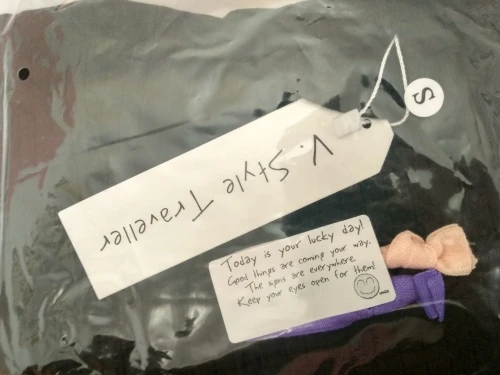 S
V. Style Traveller
Today is your lucky day!
Good things are coming your way.
The signs are everywhere
Keep your eyes open for them!